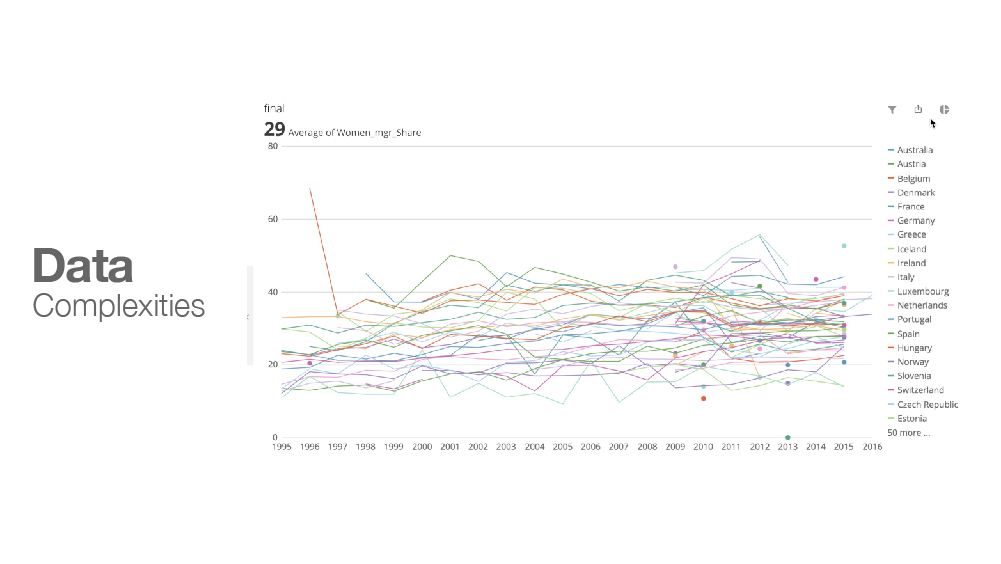 Data
Complexities
final
29 Average of Women_mgr_Share
80
60
40
20
0
1995 1996 1997 1998 1999 2000 2001 2002 2003 2004 2005 2006 2007 2008 2009 2010 2011 2012 2013 2014 2015 2016
Australia
Austria
Belgium
Denmark
France
Germany
Greece
Iceland
Ireland
Italy
Luxembourg
Netherlands
Portugal
Spain
Hungary
Norway
Slovenia
Switzerland
Czech Republic
Estonia
50 more ...